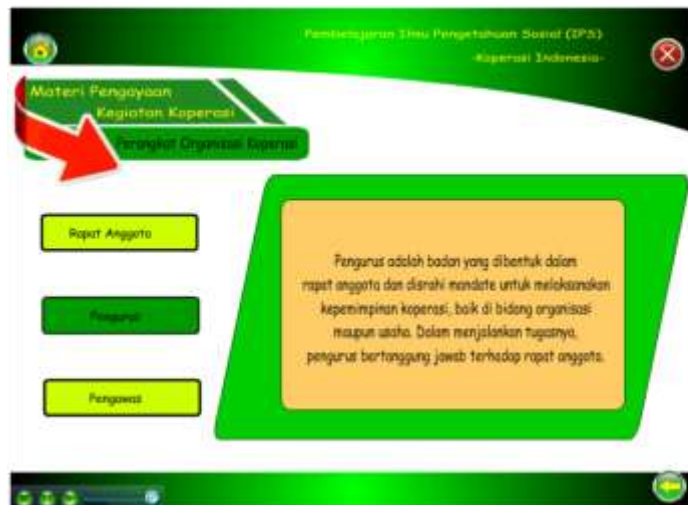 Pembelajaran Ilmu Pengetahuan Sosial (IPS)
-Koperasi Indonesia-
Materi Pengayaan
Kegiatan Koperasi
Perangkat Organisasi Koperasi
Rapat Anggota
Pengurus
Pengawas
Pengurus adalah badan yang dibentuk dalam
rapat anggota dan disrahi mandate untuk melaksanakan
kepemimpinan koperasi, baik di bidang organisasi
maupun usaha. Dalam menjalankan tugasnya,
pengurus bertanggung jawab terhadap rapat anggota.